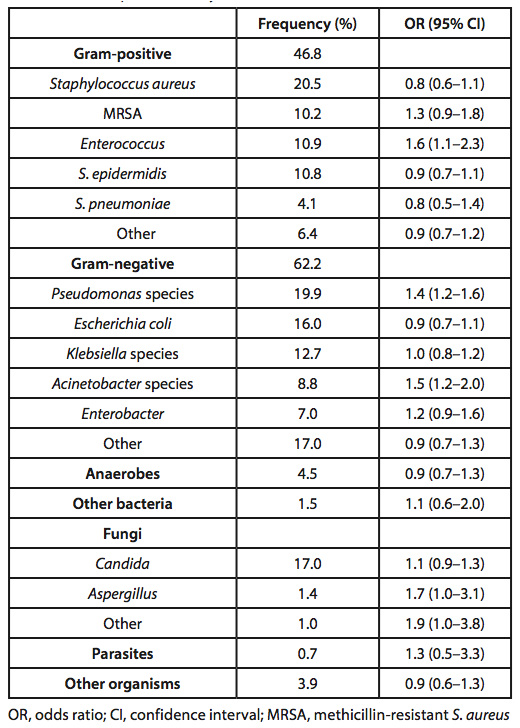 Frequency (%) OR (95% CI)
Gram-positive 46.8
Staphylococcus aureus 20.5 0.8 (0.6–1.1)
MRSA 10.2 1.3 (0.9–1.8)
Enterococcus 10.9 1.6 (1.1–2.3)
S. epidermidis 10.8 0.9 (0.7–1.1)
S. pneumoniae 4.1 0.8 (0.5–1.4)
Other 6.4 0.9 (0.7–1.2)
Gram-negative 62.2
Pseudomonas species 19.9 1.4 (1.2–1.6)
Escherichia coli 16.0 0.9 (0.7–1.1)
Klebsiella species 12.7 1.0 (0.8–1.2)
Acinetobacter species 8.8 1.5 (1.2–2.0)
Enterobacter 7.0 1.2 (0.9–1.6)
Other 17.0 0.9 (0.7–1.3)
Anaerobes 4.5 0.9 (0.7–1.3)
Other bacteria 1.5 1.1 (0.6–2.0)
Fungi
Candida 17.0 1.1 (0.9–1.3)
Aspergillus 1.4 1.7 (1.0–3.1)
Other 1.0 1.9 (1.0–3.8)
Parasites 0.7 1.3 (0.5–3.3)
Other organisms 3.9 0.9 (0.6–1.3)
OR, odds ratio; CI, confidence interval; MRSA, methicillin-resistant S. aureus